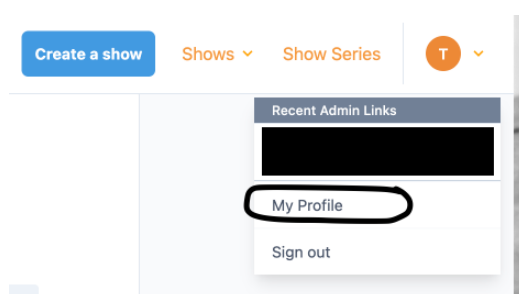 Create a show Shows Show Series T
Recent Admin Links
My Profile
Sign out